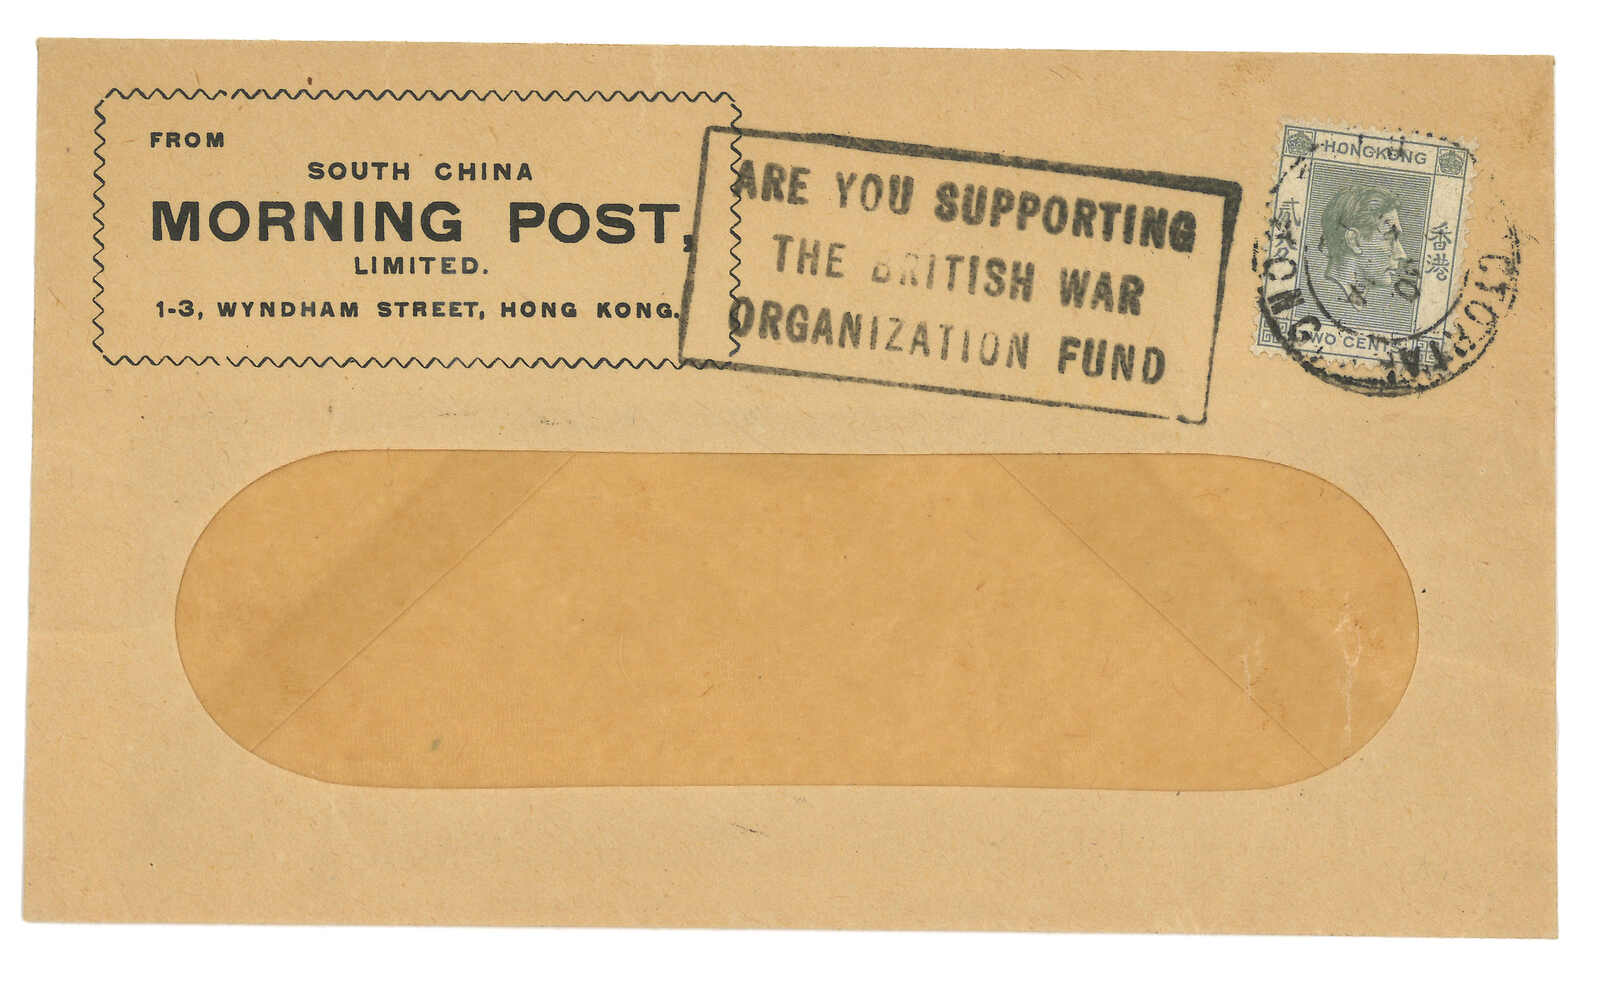 FROM
SOUTH CHINA
MORNING POST,
LIMITED.
1-3, WYNDHAM STREET, HONG KONG.
ARE YOU SUPPORTING
THE BRITISH WAR
ORGANIZATION FUND
HONGKONG
香港
TWO CENTS
VICTORIA